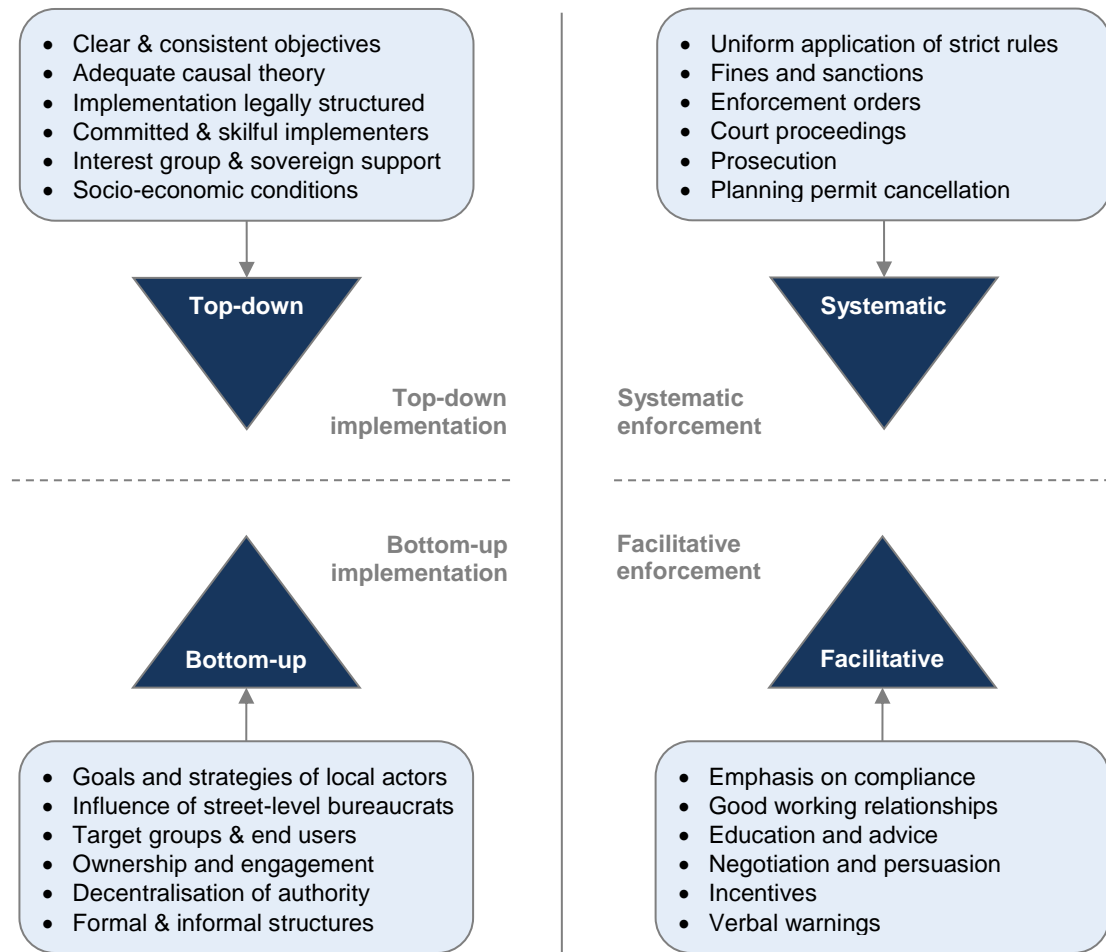 • Clear & consistent objectives
• Adequate causal theory
• Implementation legally structured
• Committed & skilful implementers
• Interest group & sovereign support
• Socio-economic conditions
Top-down
Top-down
implementation
• Uniform application of strict rules
• Fines and sanctions
• Enforcement orders
• Court proceedings
• Prosecution
• Planning permit cancellation
Systematic
Systematic
enforcement
Bottom-up
implementation
Bottom-up
• Goals and strategies of local actors
• Influence of street-level bureaucrats
• Target groups & end users
• Ownership and engagement
• Decentralisation of authority
• Formal & informal structures
Facilitative
enforcement
Facilitative
• Emphasis on compliance
• Good working relationships
• Education and advice
• Negotiation and persuasion
• Incentives
• Verbal warnings